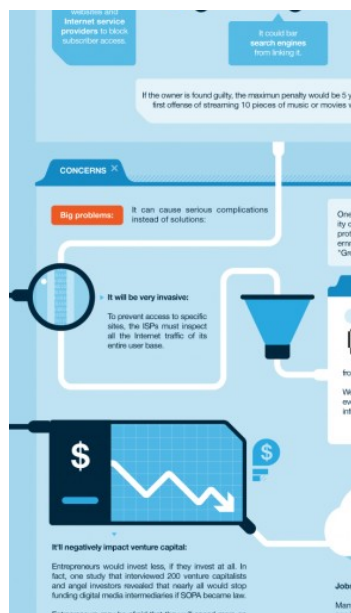 websites and
Internet service
providers to block
subscriber access.
It could bar
search engines
from linking it.
If the owner is found guilty, the maximun penalty would be 5 y
first offense of streaming 10 pieces of music or movies
CONCERNS
Big problems:
It can cause serious complications
instead of solutions:
One
ity o
It will be very invasive:
To prevent access to specific
sites, the ISPs must inspect
all the Internet traffic of its
entire user base.
fro
We
eve
$
$
It'll negatively impact venture capital:
Entrepreneurs would invest less, if they invest at all. In
fact, one study that interviewed 200 venture capitalists
and angel investors revealed that nearly all would stop
funding digital media intermediaries if SOPA became law.
Jobs
Man